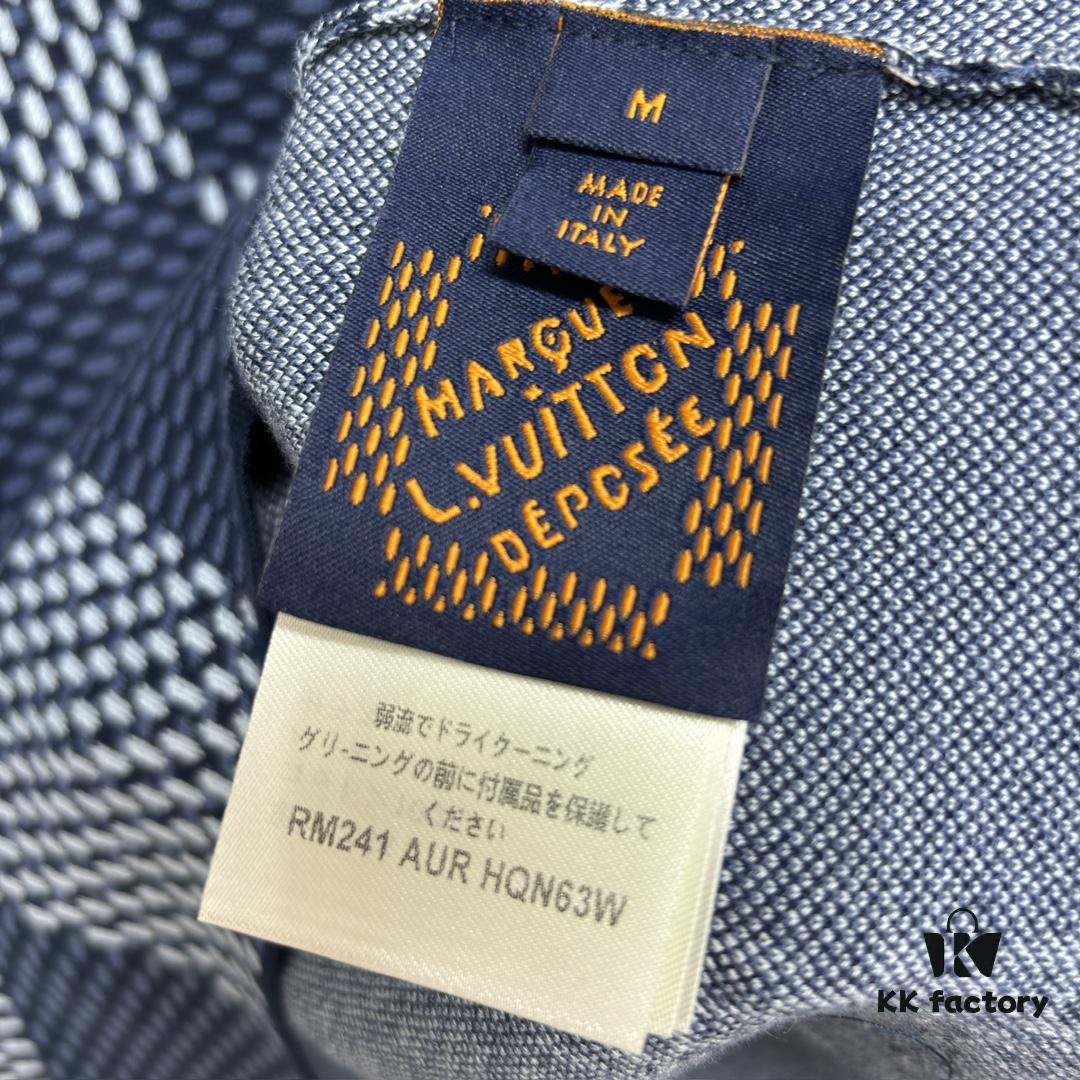 M
MADE
IN
ITALY
MARQUE
L.VUITTON
DÉPOSÉE
弱流でドライクーニング
グリ-ニングの前に付属品を保護して
ください
RM241 AUR HQN63W
KK factory